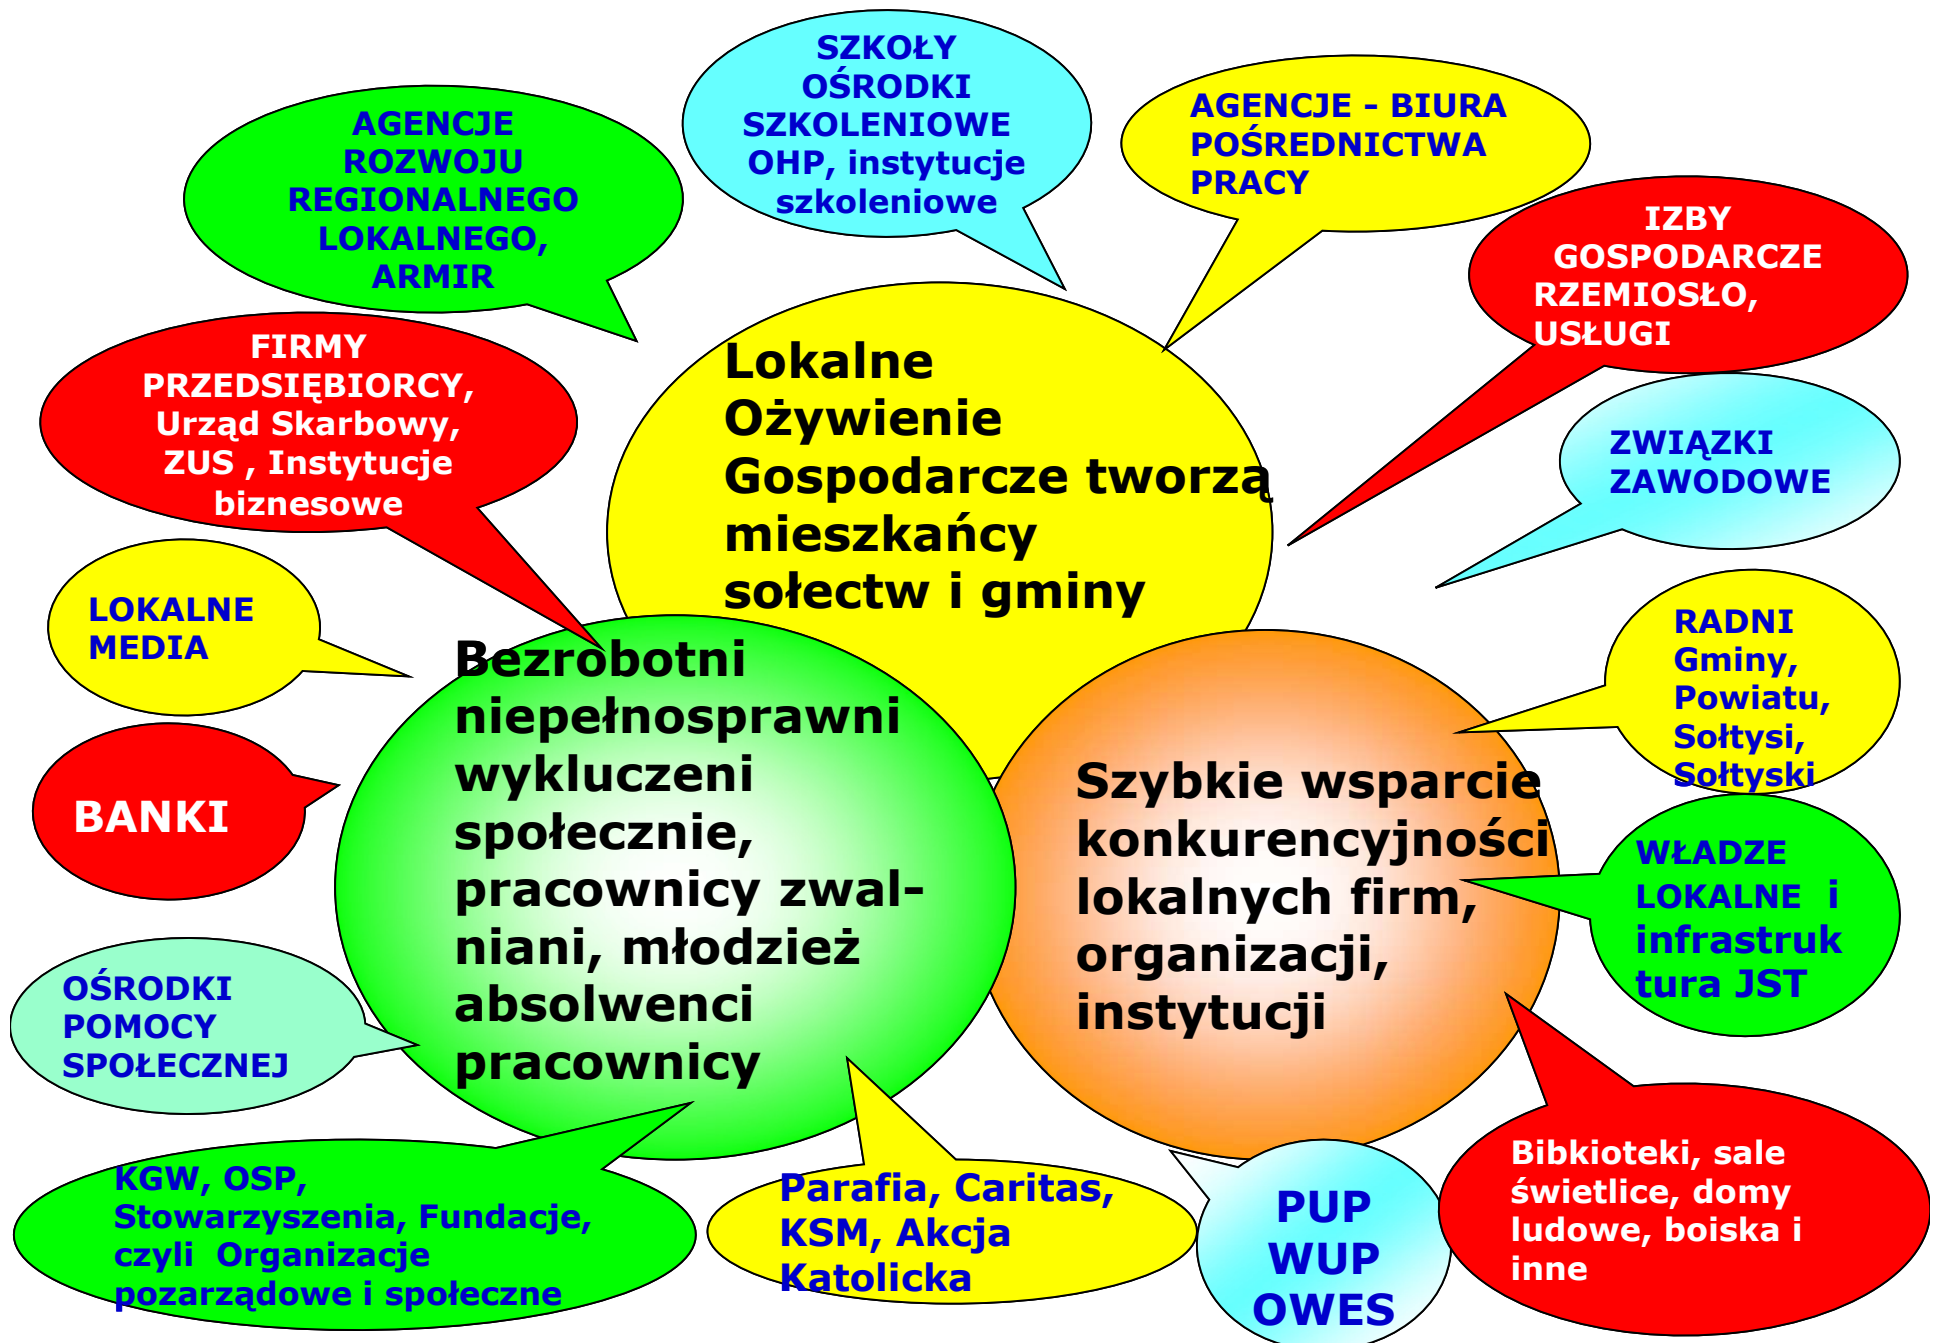 SZKOŁY
OŚRODKI
SZKOLENIOWE
OHP, instytucje
szkoleniowe
AGENCJE
ROZWOJU
REGIONALNEGO
LOKALNEGO,
ARMIR
AGENCJE - BIURA
POŚREDNICTWA
PRACY
IZBY
GOSPODARCZE
RZEMIOSŁO,
USŁUGI
FIRMY
PRZEDSIĘBIORCY,
Urząd Skarbowy,
ZUS , Instytucje
biznesowe
Lokalne
Ożywienie
Gospodarcze tworzą
mieszkańcy
sołectw i gminy
ZWIĄZKI
ZAWODOWE
LOKALNE
MEDIA
RADNI
Gminy,
Powiatu,
Sołtysi,
Sołtyski
Bezrobotni
niepełnosprawni
wykluczeni
społecznie,
pracownicy zwal-
niani, młodzież
absolwenci
pracownicy
Szybkie wsparcie
konkurencyjności
lokalnych firm,
organizacji,
instytucji
BANKI
WŁADZE
LOKALNE  i
infrastruk
tura JST
OŚRODKI
POMOCY
SPOŁECZNEJ
KGW, OSP,
Stowarzyszenia, Fundacje,
czyli  Organizacje
pozarządowe i społeczne
Parafia, Caritas,
KSM, Akcja
Katolicka
PUP
WUP
OWES
Bibkioteki, sale
świetlice, domy
ludowe, boiska i
inne